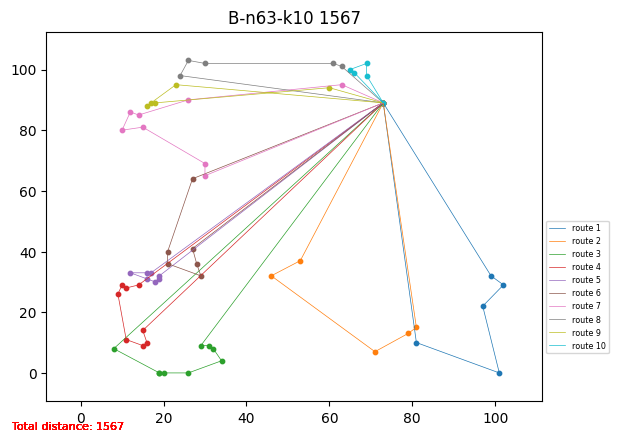 B-n63-k10 1567
100
80
60
40
20
0
0
20
40
60
80
100
route 1
route 2
route 3
route 4
route 5
route 6
route 7
route 8
route 9
route 10
Total distance: 1567